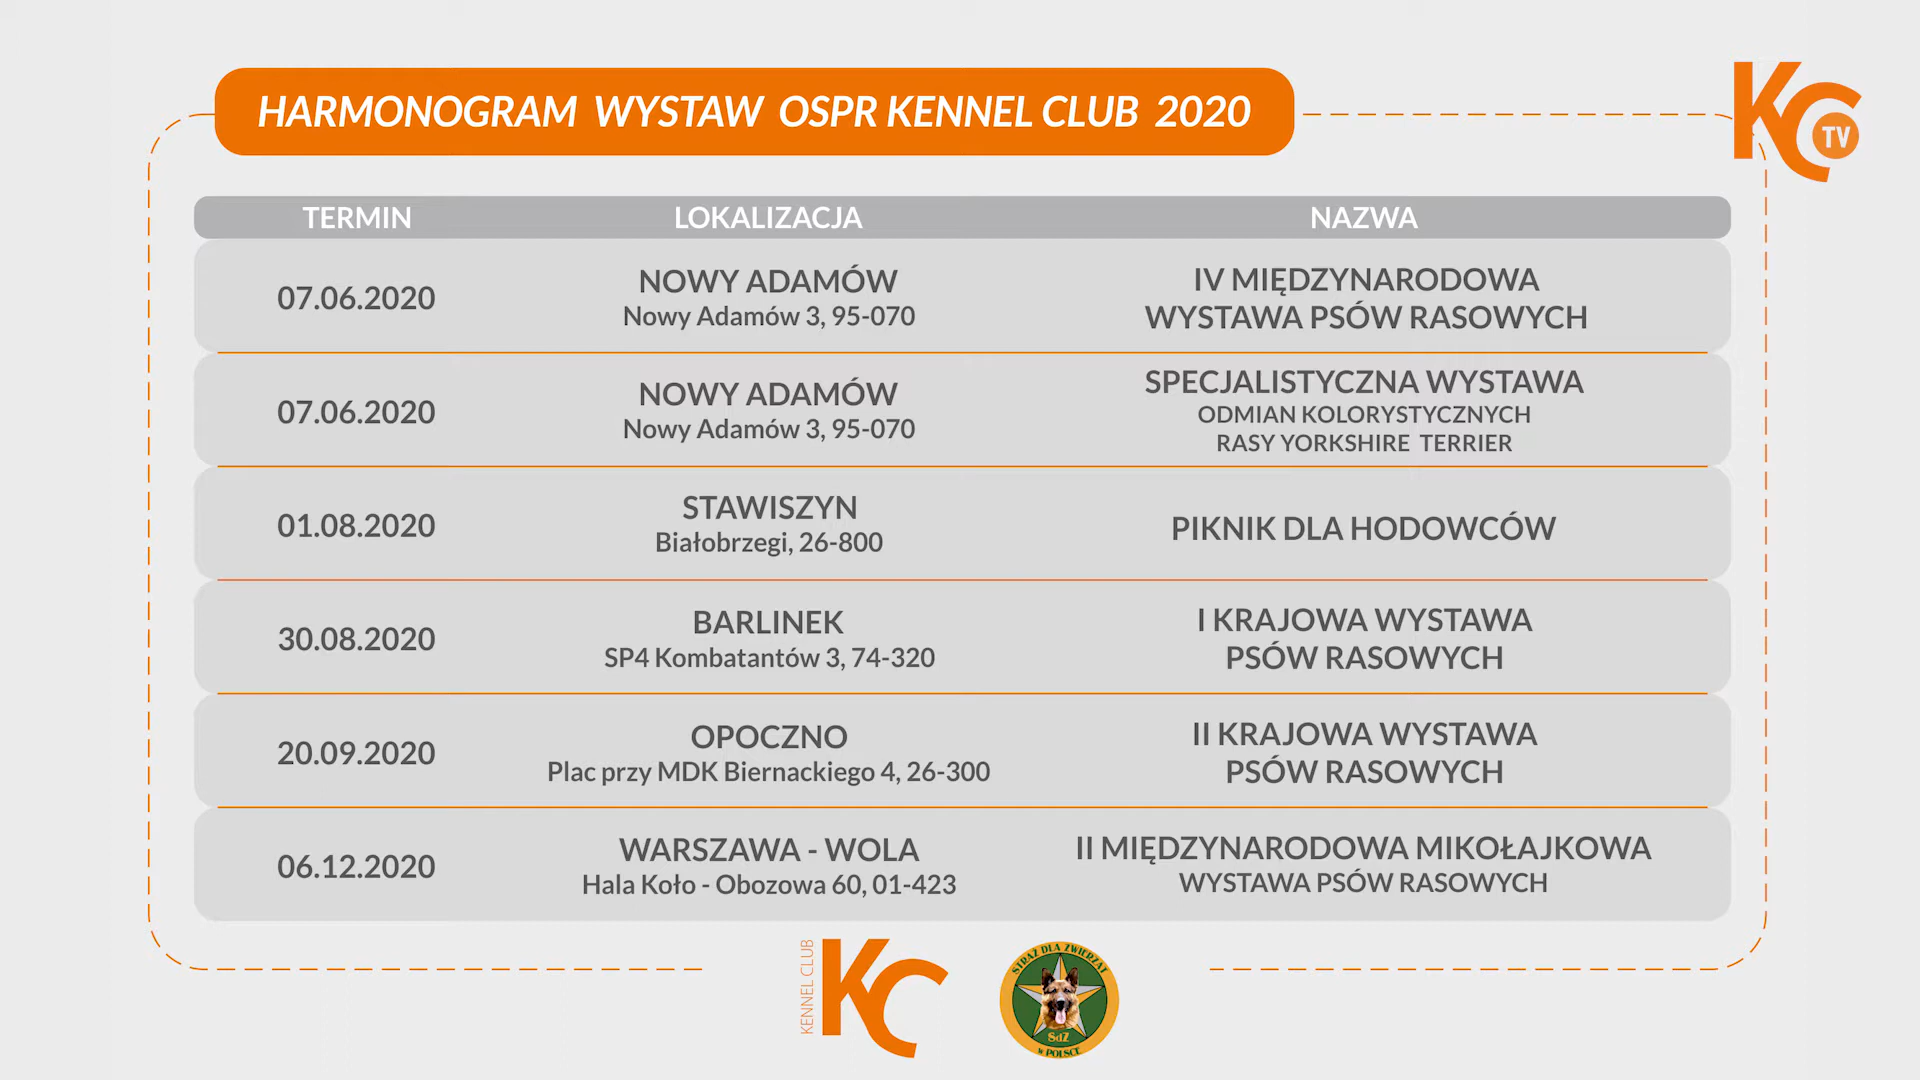 HARMONOGRAM WYSTAW OSPR KENNEL CLUB 2020
KC TV
TERMIN LOKALIZACJA NAZWA
07.06.2020
NOWY ADAMÓW
Nowy Adamów 3, 95-070
IV MIĘDZYNARODOWA
WYSTAWA PSÓW RASOWYCH
07.06.2020
NOWY ADAMÓW
Nowy Adamów 3, 95-070
SPECJALISTYCZNA WYSTAWA
ODMIAN KOLORYSTYCZNYCH
RASY YORKSHIRE TERRIER
01.08.2020
STAWISZYN
Białobrzegi, 26-800
PIKNIK DLA HODOWCÓW
30.08.2020
BARLINEK
SP4 Kombatantów 3, 74-320
I KRAJOWA WYSTAWA
PSÓW RASOWYCH
20.09.2020
OPOCZNO
Plac przy MDK Biernackiego 4, 26-300
II KRAJOWA WYSTAWA
PSÓW RASOWYCH
06.12.2020
WARSZAWA - WOLA
Hala Koło - Obozowa 60, 01-423
II MIĘDZYNARODOWA MIKOŁAJKOWA
WYSTAWA PSÓW RASOWYCH
KENNEL CLUB
KC
STRAŻ DLA ZWIERZĄT
SdZ
w POLSCE